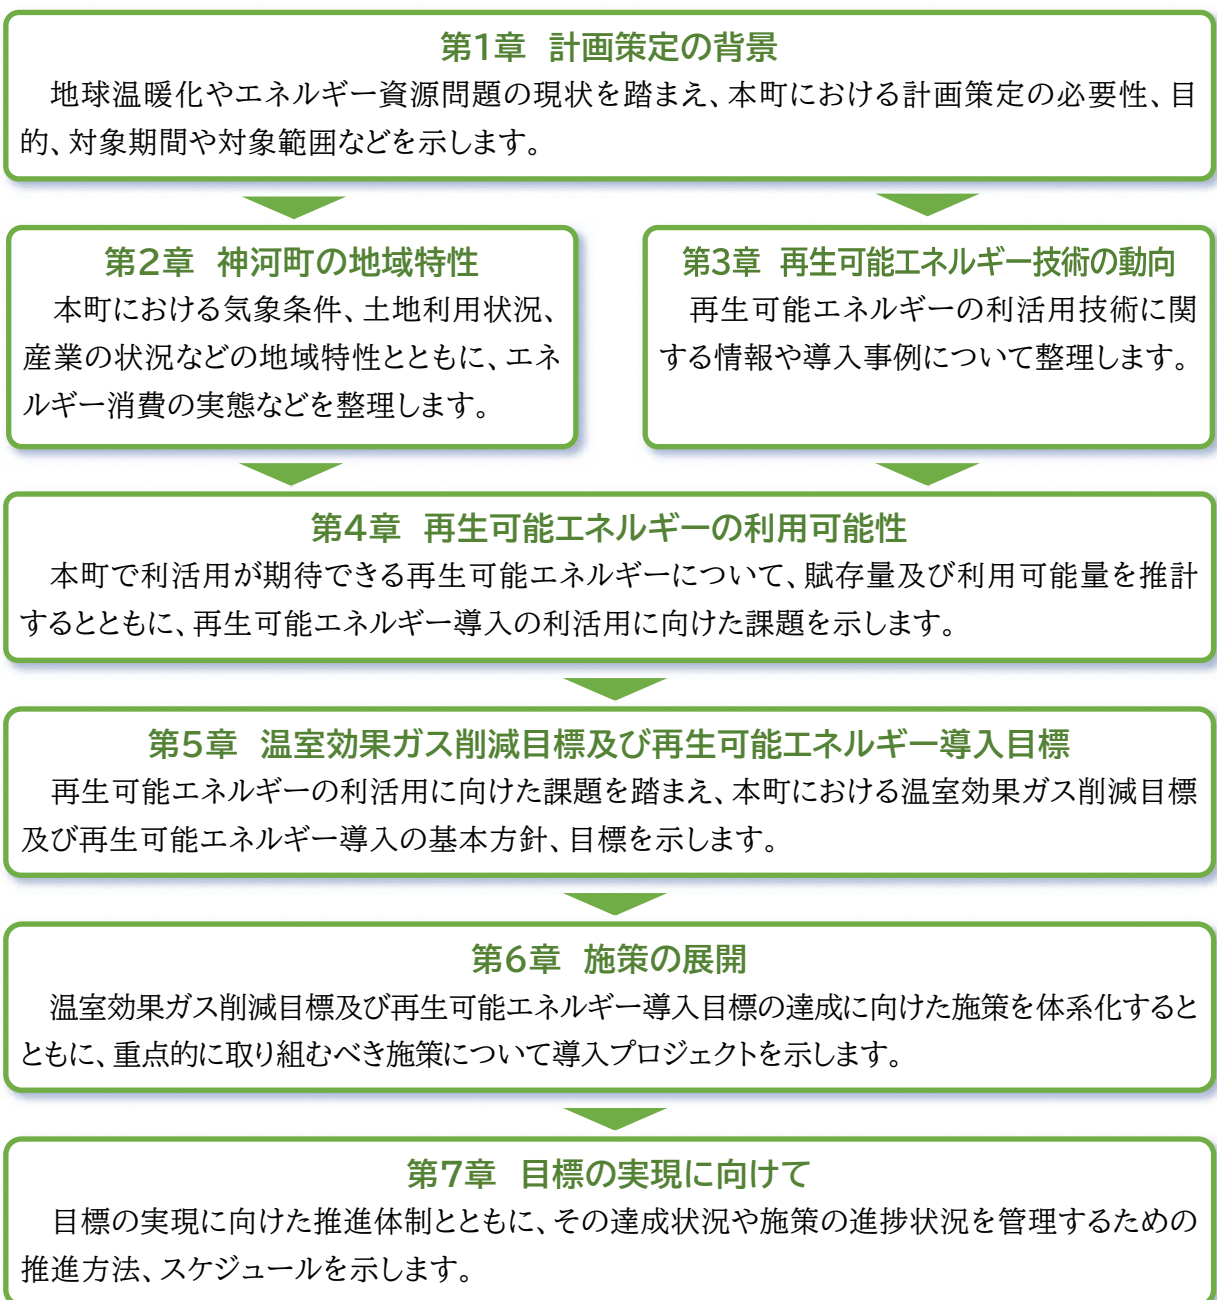 第1章 計画策定の背景
地球温暖化やエネルギー資源問題の現状を踏まえ、本町における計画策定の必要性、目
的、対象期間や対象範囲などを示します。
第2章 神河町の地域特性
本町における気象条件、土地利用状況、
産業の状況などの地域特性とともに、エネ
ルギー消費の実態などを整理します。
第3章 再生可能エネルギー技術の動向
再生可能エネルギーの利活用技術に関
する情報や導入事例について整理します。
第4章 再生可能エネルギーの利用可能性
本町で利活用が期待できる再生可能エネルギーについて、賦存量及び利用可能量を推計
するとともに、再生可能エネルギー導入の利活用に向けた課題を示します。
第5章 温室効果ガス削減目標及び再生可能エネルギー導入目標
再生可能エネルギーの利活用に向けた課題を踏まえ、本町における温室効果ガス削減目標
及び再生可能エネルギー導入の基本方針、目標を示します。
第6章 施策の展開
温室効果ガス削減目標及び再生可能エネルギー導入目標の達成に向けた施策を体系化すると
ともに、重点的に取り組むべき施策について導入プロジェクトを示します。
第7章 目標の実現に向けて
目標の実現に向けた推進体制とともに、その達成状況や施策の進捗状況を管理するための
推進方法、スケジュールを示します。